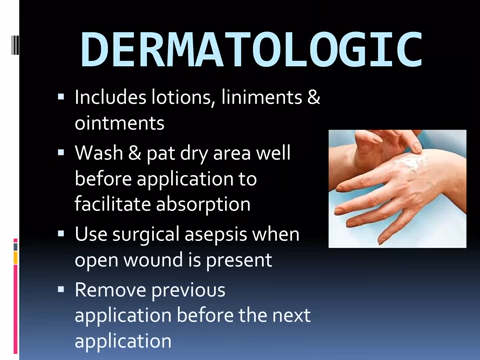 DERMATOLOGIC
▪ Includes lotions, liniments &
ointments
▪ Wash & pat dry area well
before application to
facilitate absorption
▪ Use surgical asepsis when
open wound is present
▪ Remove previous
application before the next
application